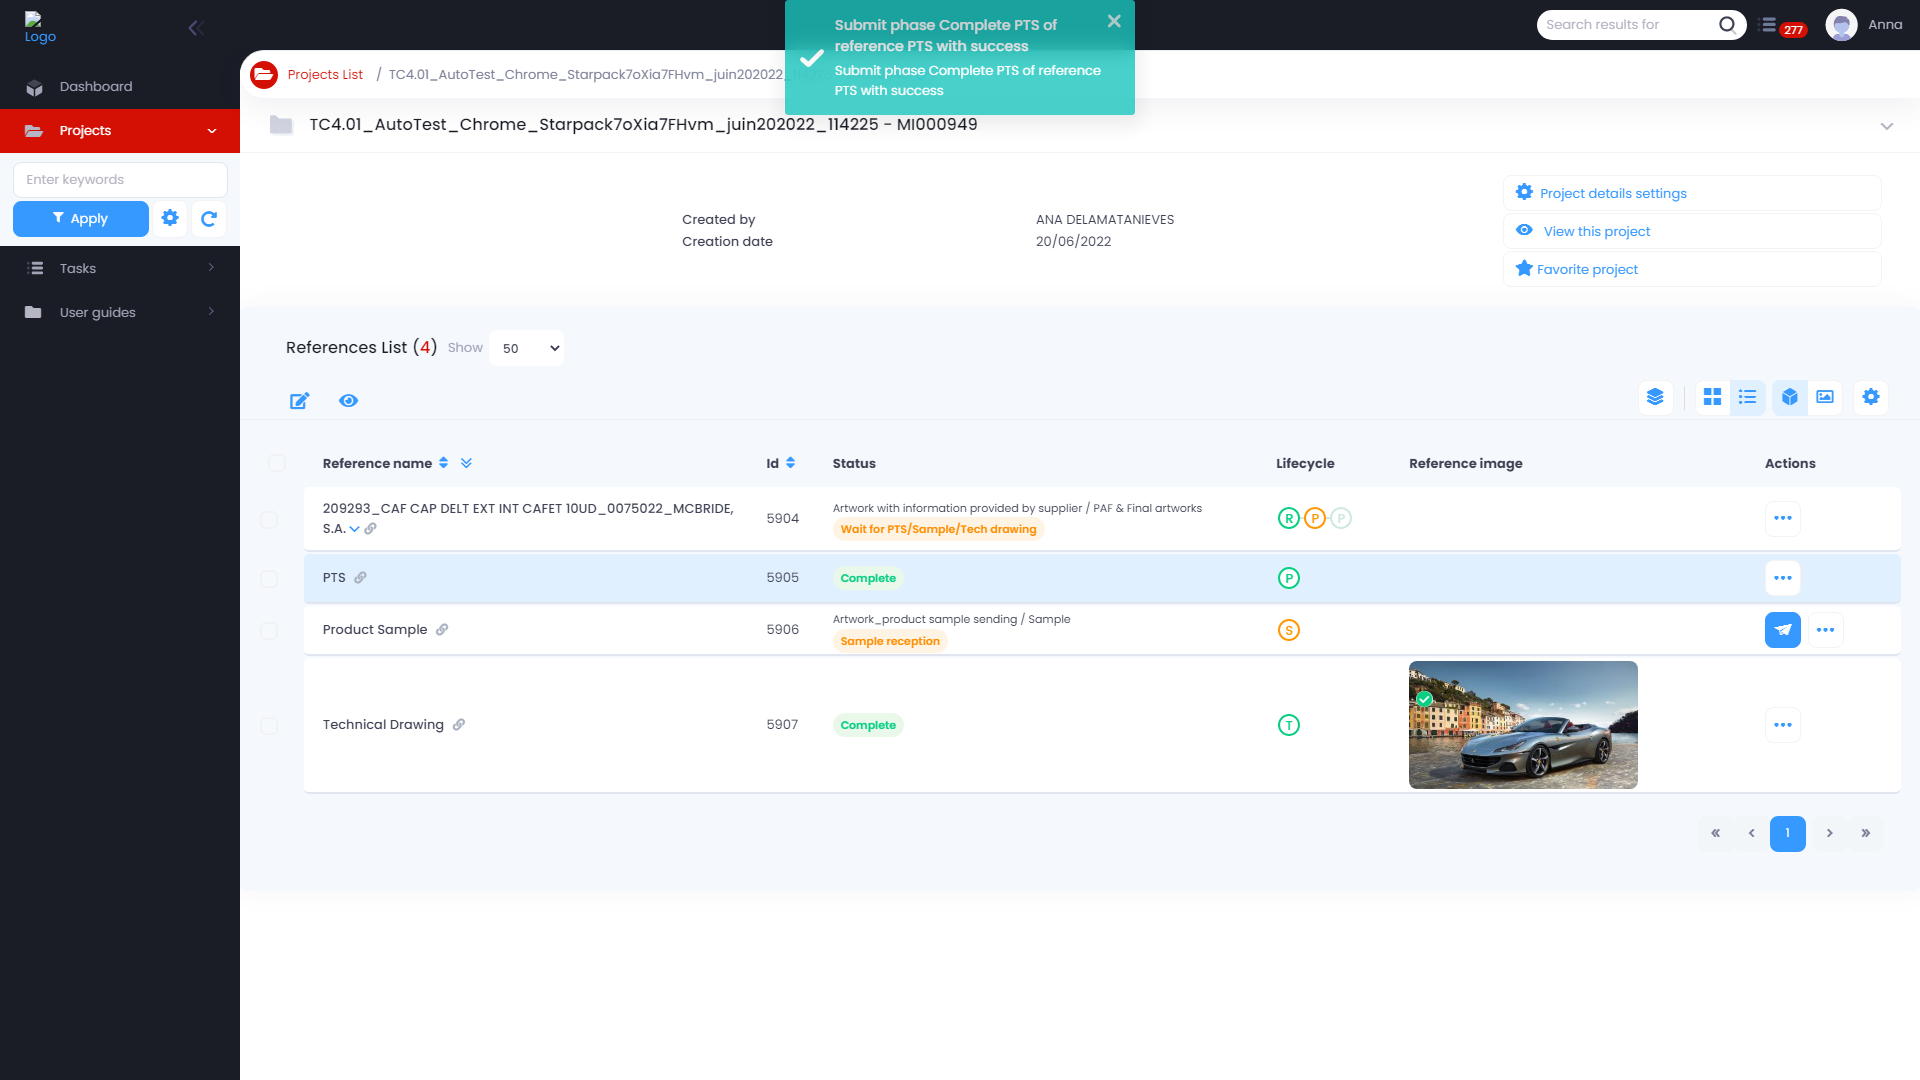 Logo
Dashboard
Projects
Enter keywords
Apply
Tasks
User guides
Submit phase Complete PTS of
reference PTS with success
Submit phase Complete PTS of reference
PTS with success
Search results for
277
Anna
Projects List / TC4.01_AutoTest_Chrome_Starpack7oXia7FHvm_juin202022_
TC4.01_AutoTest_Chrome_Starpack7oXia7FHvm_juin202022_114225 - MI000949
Created by ANA DELAMATANIEVES
Creation date 20/06/2022
Project details settings
View this project
Favorite project
References List (4) Show 50
Reference name Id Status Lifecycle Reference image Actions
209293_CAF CAP DELT EXT INT CAFET 10UD_0075022_MCBRIDE,
S.A.
5904
Artwork with information provided by supplier / PAF & Final artworks
Wait for PTS/Sample/Tech drawing
R P P
PTS 5905 Complete P
Product Sample 5906
Artwork_product sample sending / Sample
Sample reception
S
Technical Drawing 5907 Complete T
« ‹ 1 › »